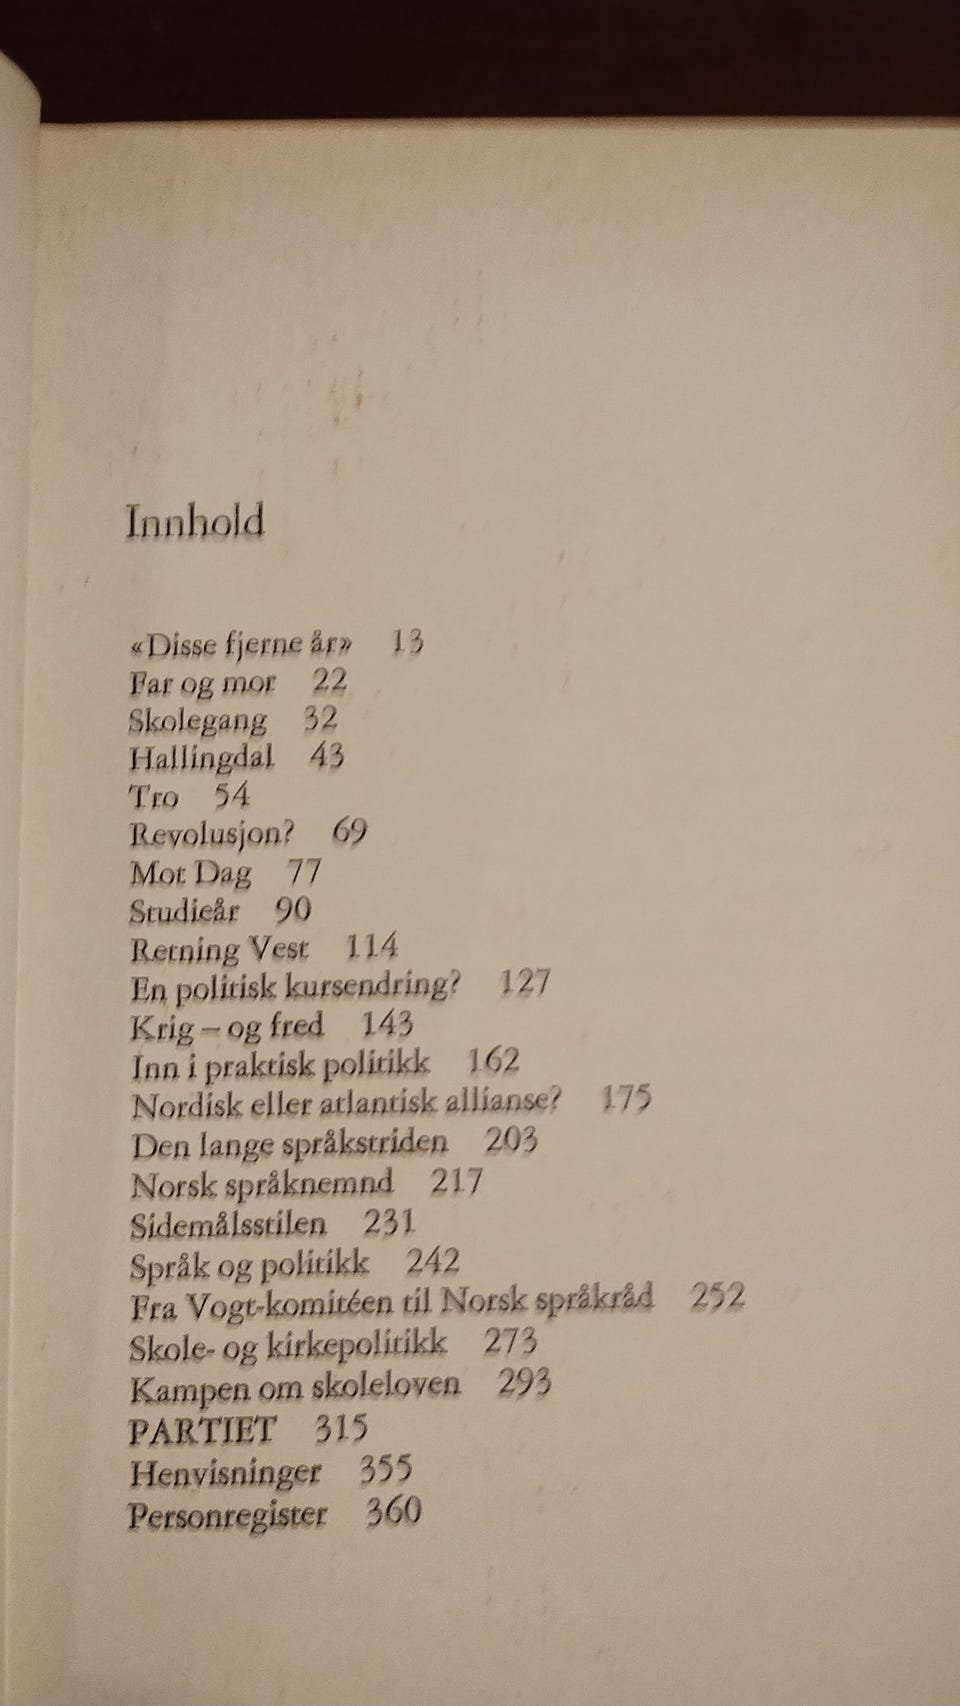 Innhold
«Disse fjerne år» 13
Far og mor 22
Skolegang 32
Hallingdal 43
Tro 54
Revolusjon? 69
Mot Dag 77
Studieår 90
Retning Vest 114
En politisk kursendring? 127
Krig – og fred 143
Inn i praktisk politikk 162
Nordisk eller atlantisk allianse? 175
Den lange språkstriden 203
Norsk språknemnd 217
Sidemålsstilen 231
Språk og politikk 242
Fra Vogt-komitéen til Norsk språkråd 252
Skole- og kirkepolitikk 273
Kampen om skoleloven 293
PARTIET 315
Henvisninger 355
Personregister 360